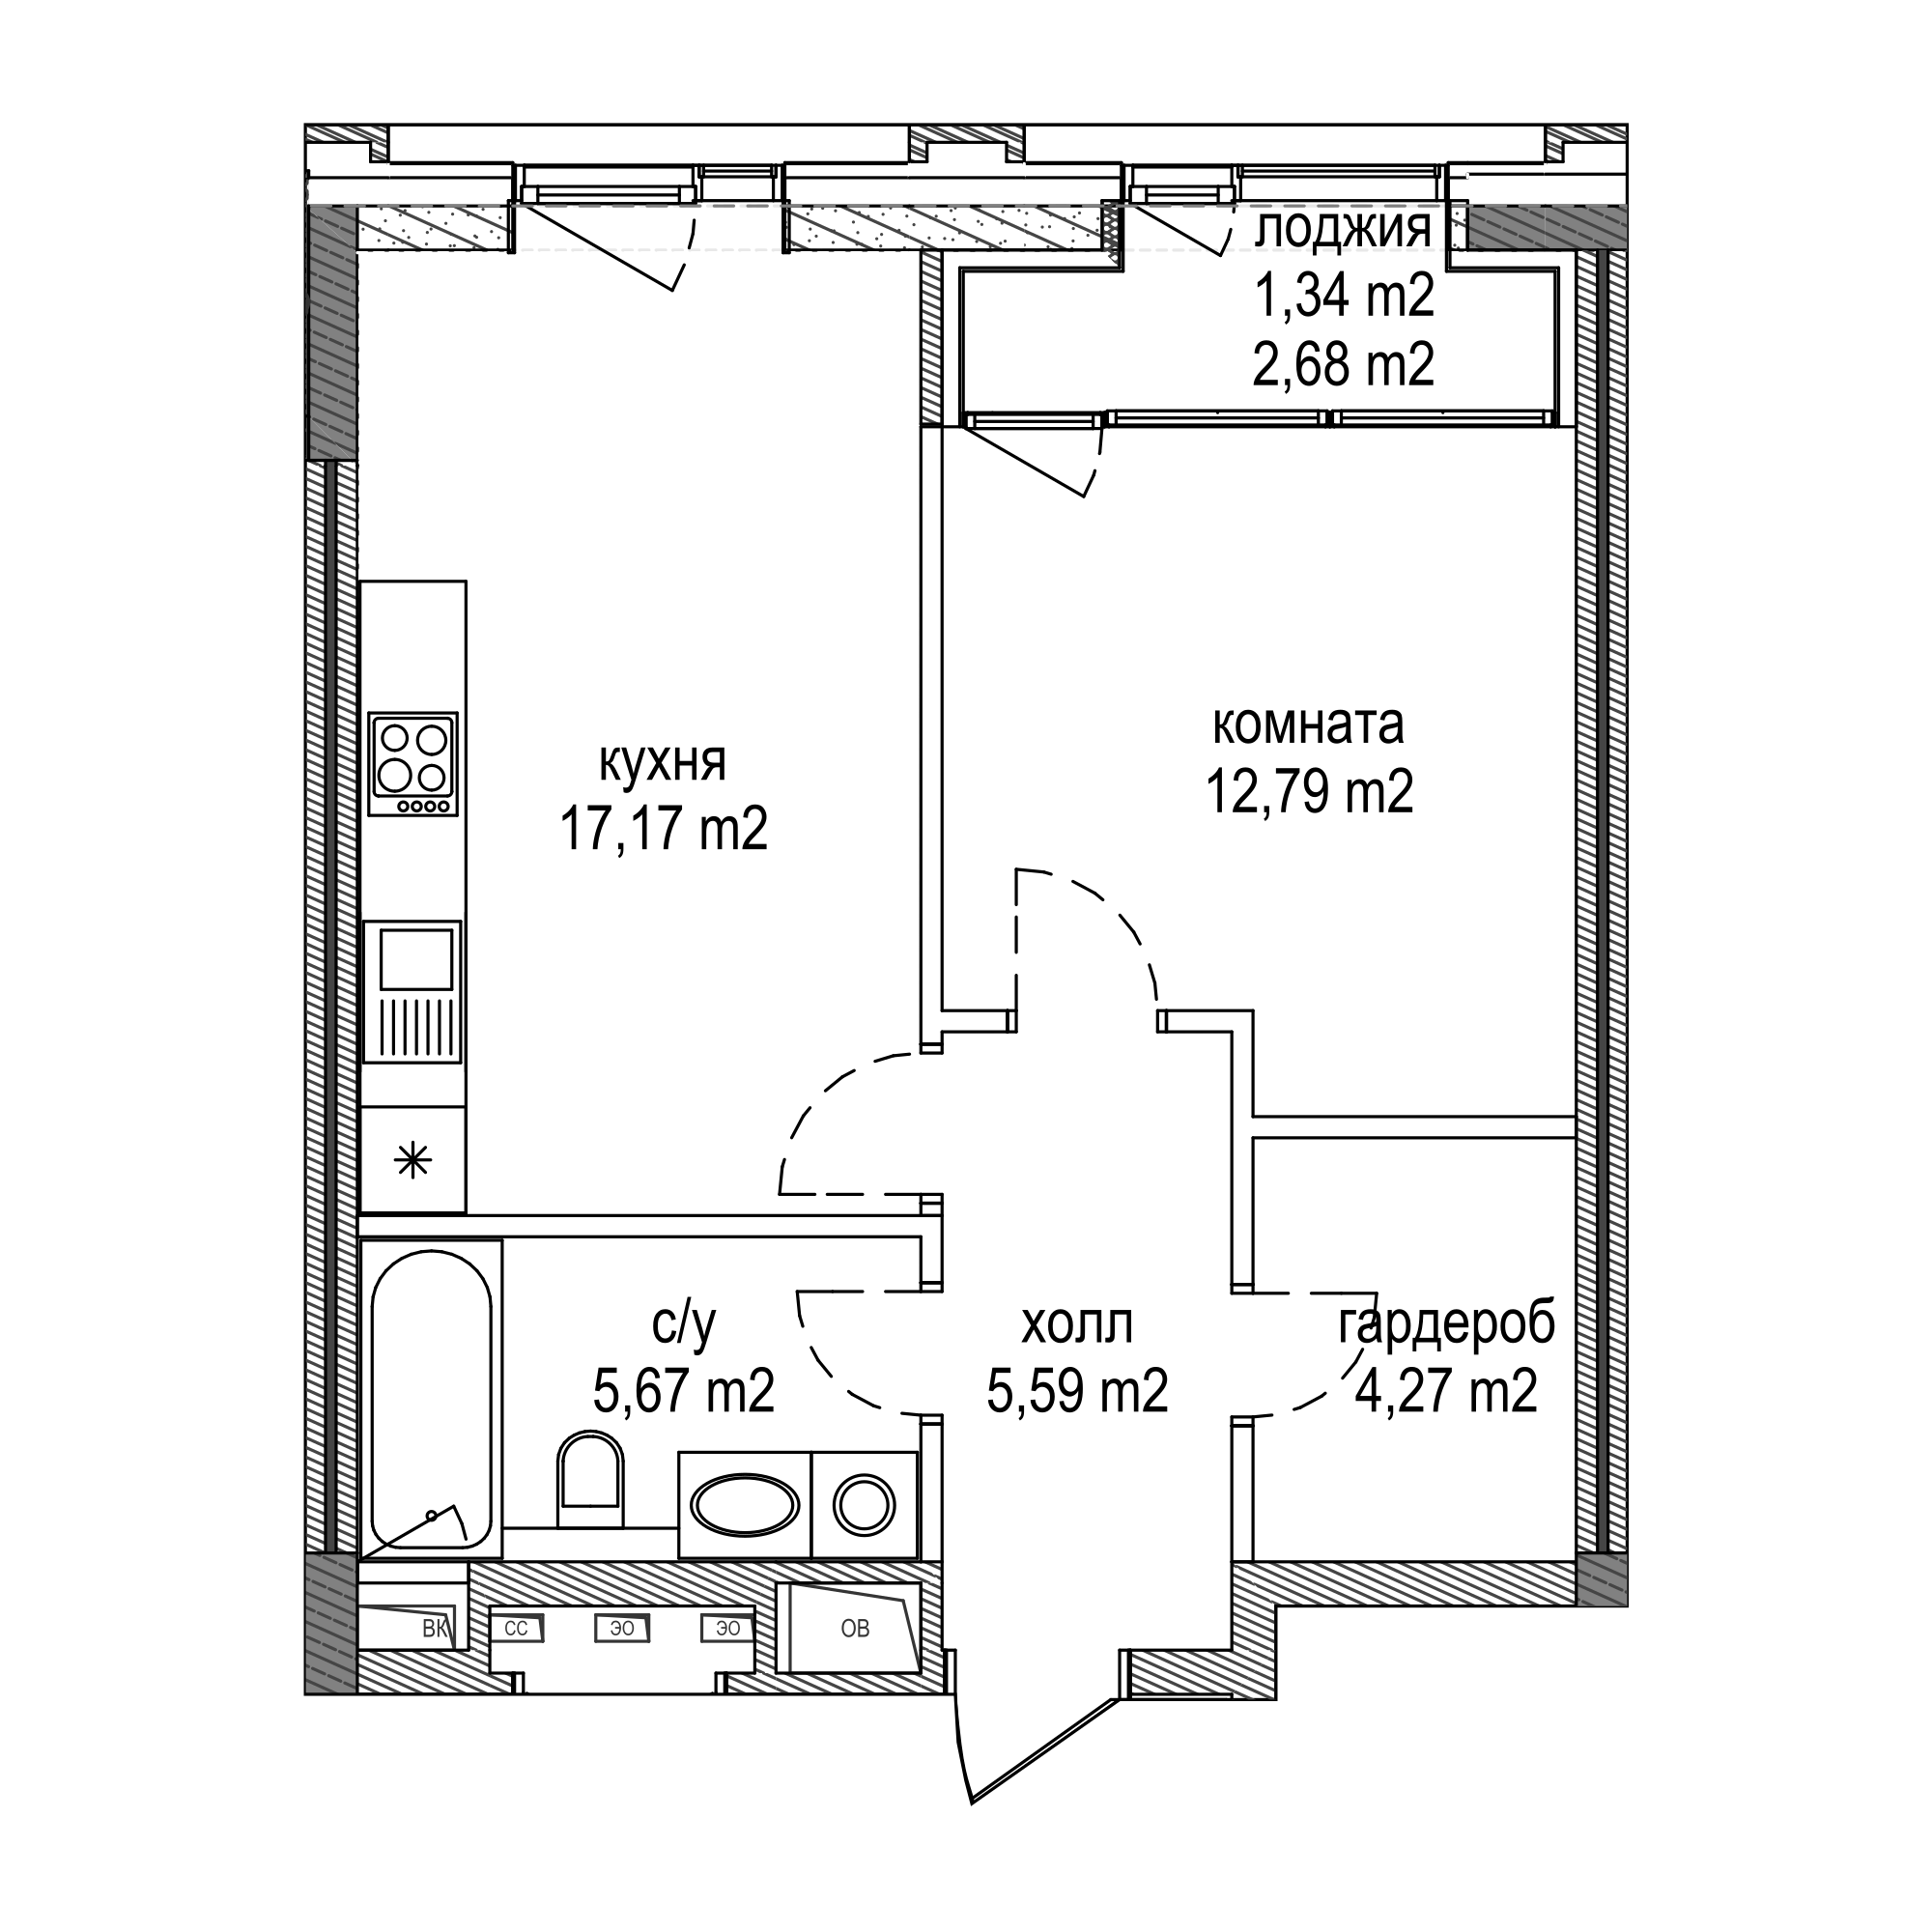 лоджия
1,34 m2
2,68 m2
комната
12,79 m2
кухня
17,17 m2
с/у
5,67 m2
холл
5,59 m2
гардероб
4,27 m2
ВК
СС
ЭО
ЭО
ОВ